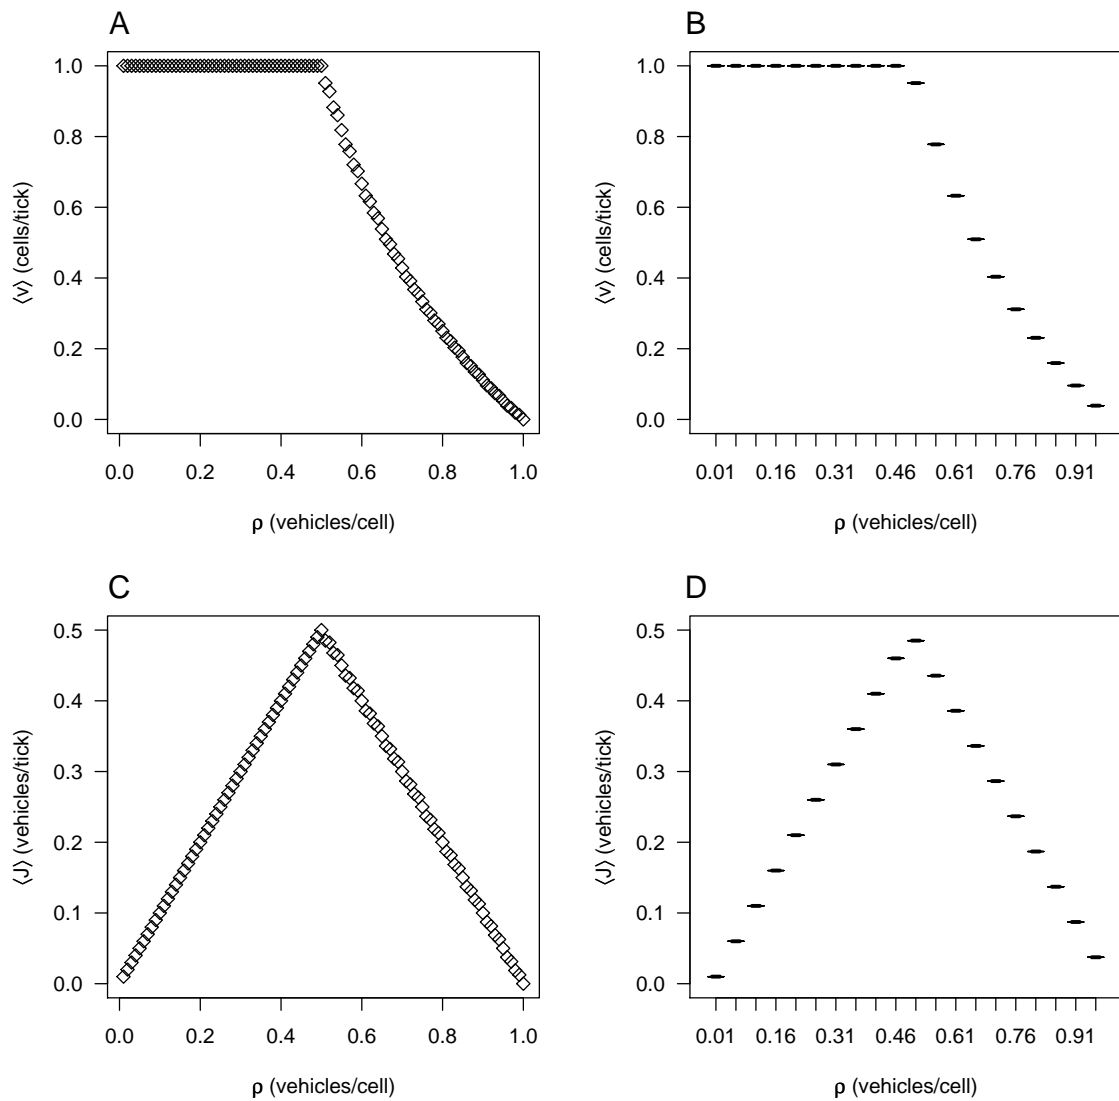 A
1.0
0.8
0.6
0.4
0.2
0.0
⟨v⟩ (cells/tick)
0.0 0.2 0.4 0.6 0.8 1.0
ρ (vehicles/cell)
B
1.0
0.8
0.6
0.4
0.2
0.0
⟨v⟩ (cells/tick)
0.01 0.16 0.31 0.46 0.61 0.76 0.91
ρ (vehicles/cell)
C
0.5
0.4
0.3
0.2
0.1
0.0
⟨J⟩ (vehicles/tick)
0.0 0.2 0.4 0.6 0.8 1.0
ρ (vehicles/cell)
D
0.5
0.4
0.3
0.2
0.1
0.0
⟨J⟩ (vehicles/tick)
0.01 0.16 0.31 0.46 0.61 0.76 0.91
ρ (vehicles/cell)